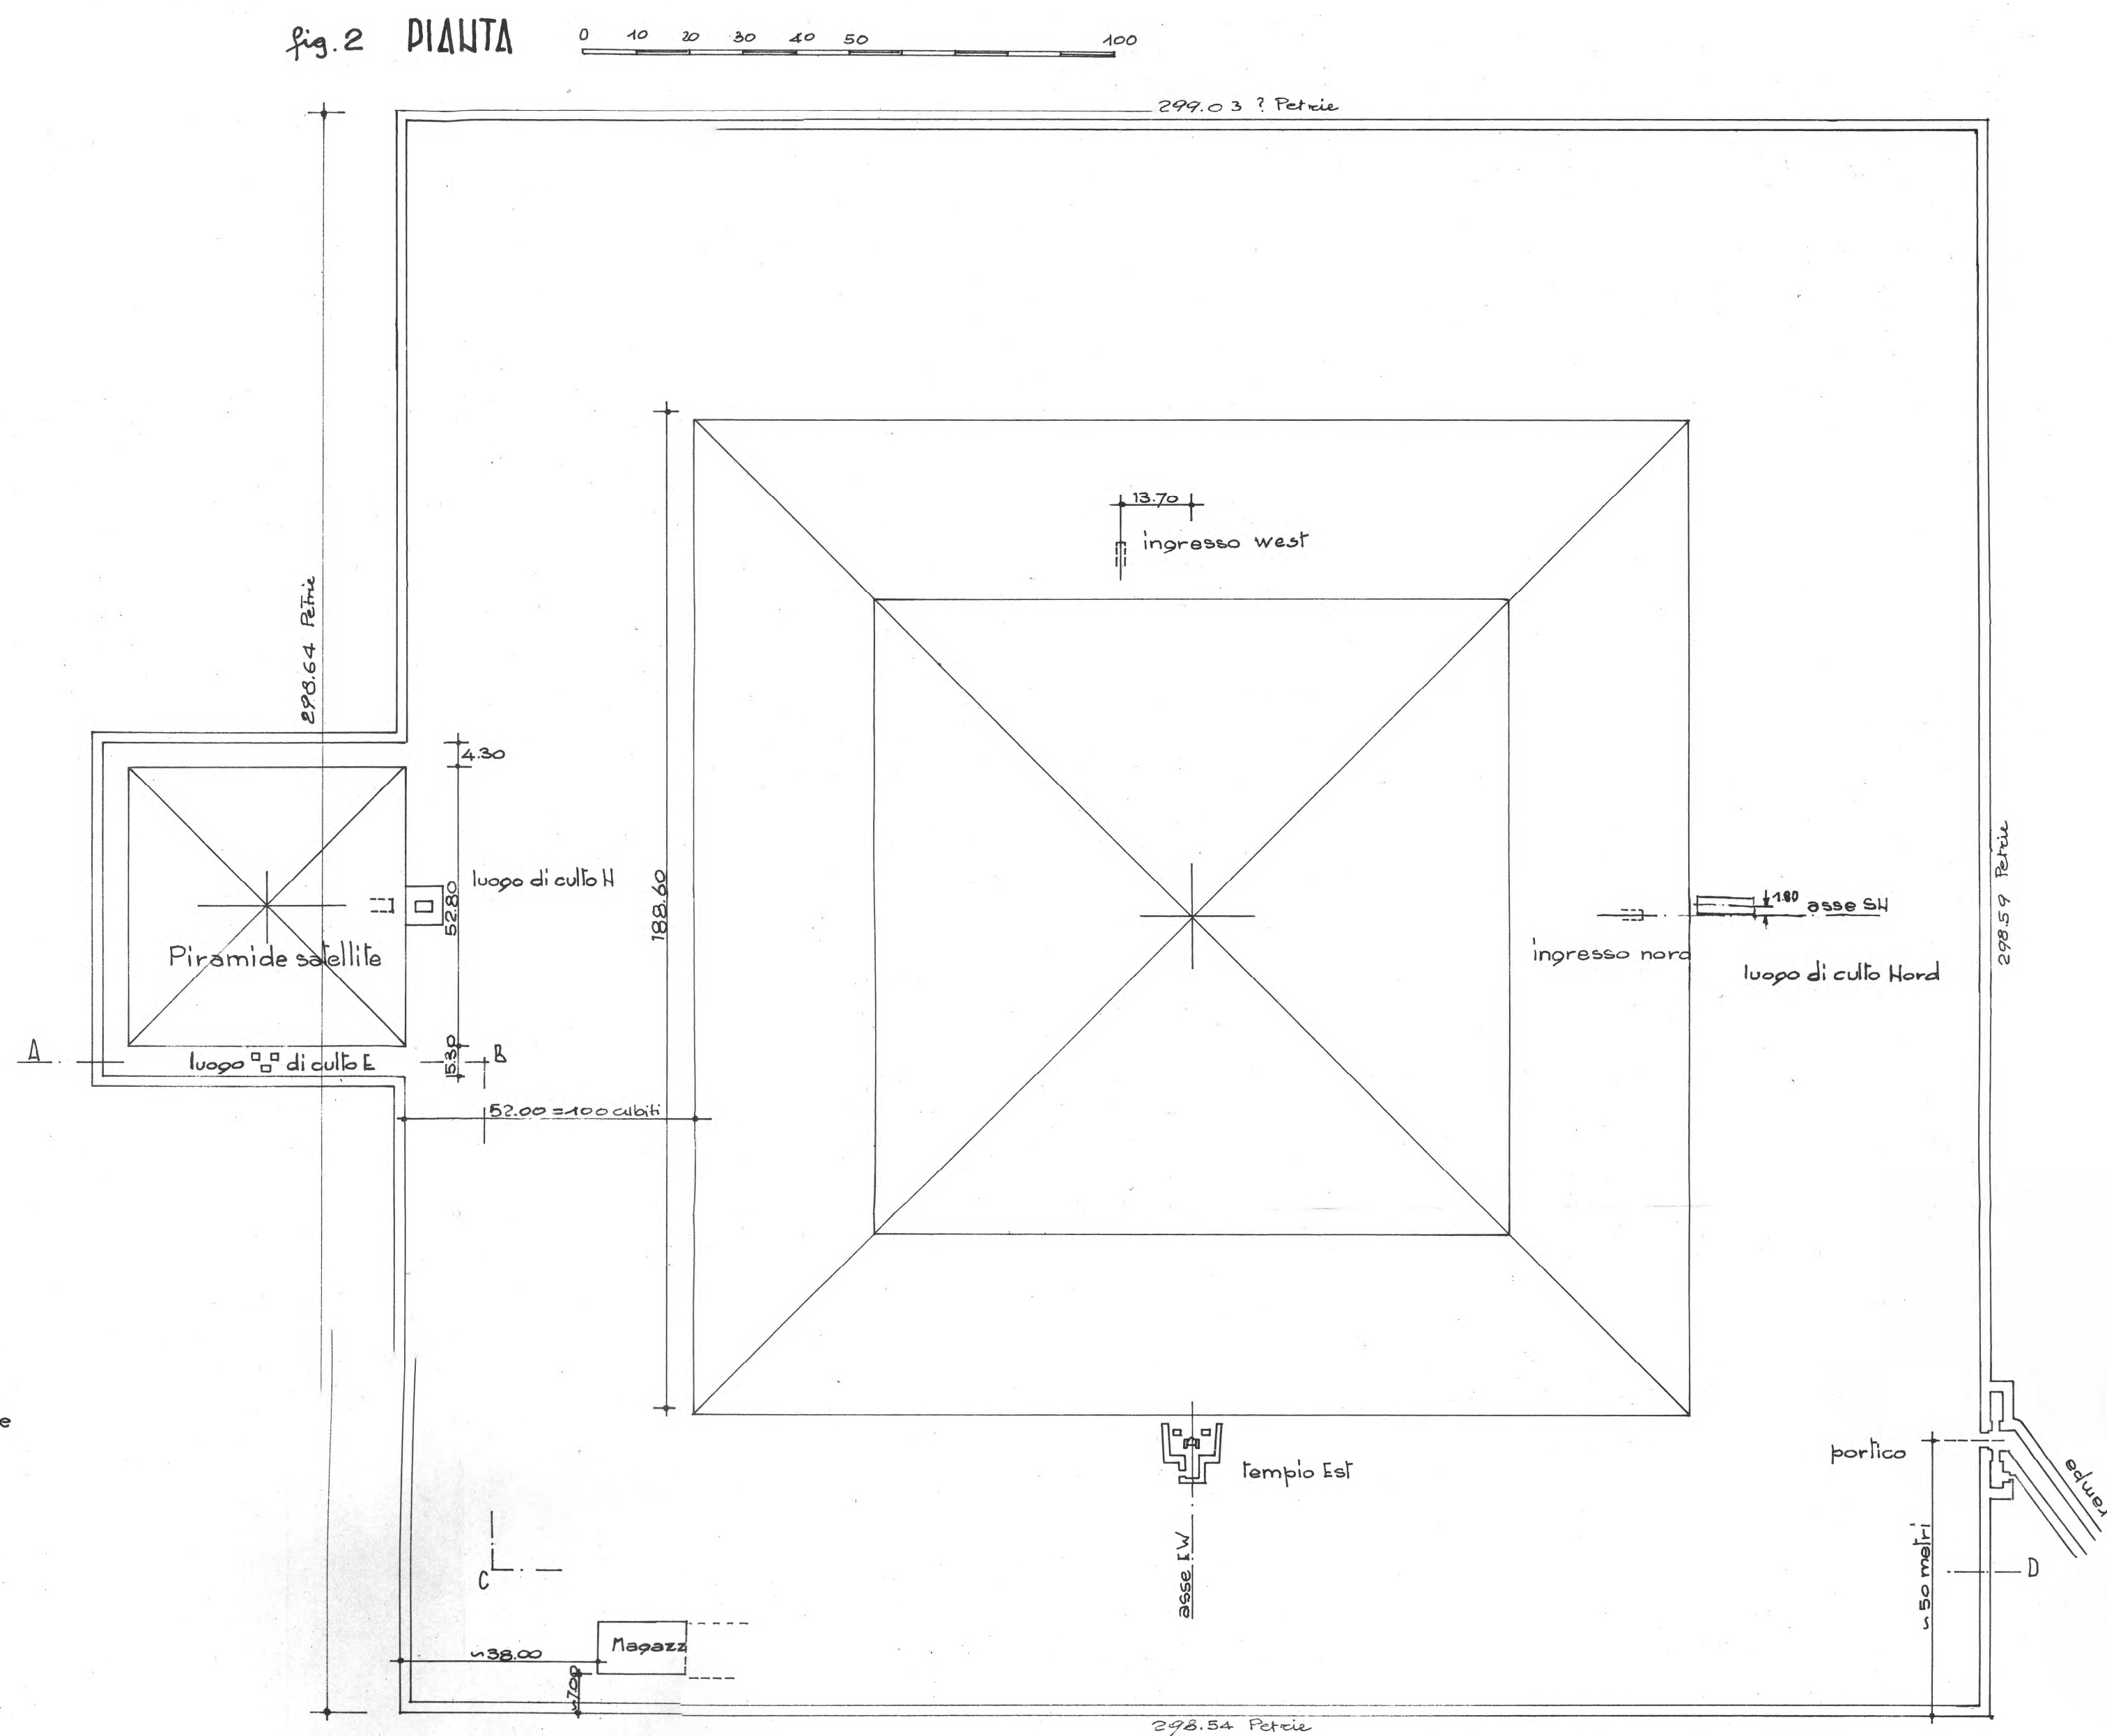 fig. 2 PIANTA
0 10 20 30 40 50 100
299.03 ? Petrie
298.64 Petrie
13.70
ingresso west
4.30
luogo di culto N
52.80
188.60
Piramide satellite
1.80
asse SN
ingresso nord
luogo di culto Nord
298.59 Petrie
A
luogo di culto E
5.30
B
52.00 = 100 cubiti
portico
rampa
tempio Est
asse EW
~ 50 metri
C
D
Magazz
~38.00
~7.00
298.54 Petrie
e